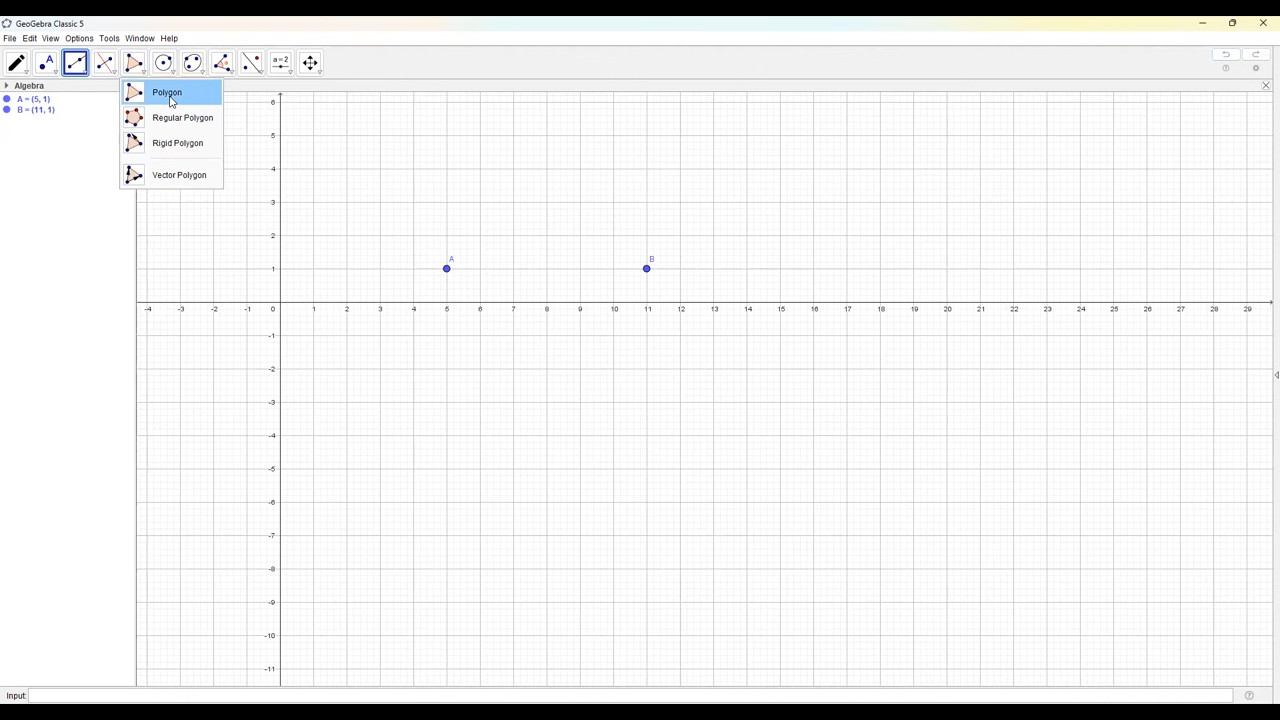 GeoGebra Classic 5
File Edit View Options Tools Window Help
A
a=2
Algebra
A = (5, 1)
B = (11, 1)
Polygon
Regular Polygon
Rigid Polygon
Vector Polygon
6
5
4
3
2
1
A
B
-4 -3 -2 -1 0 1 2 3 4 5 6 7 8 9 10 11 12 13 14 15 16 17 18 19 20 21 22 23 24 25 26 27 28 29
-1
-2
-3
-4
-5
-6
-7
-8
-9
-10
-11
Input: